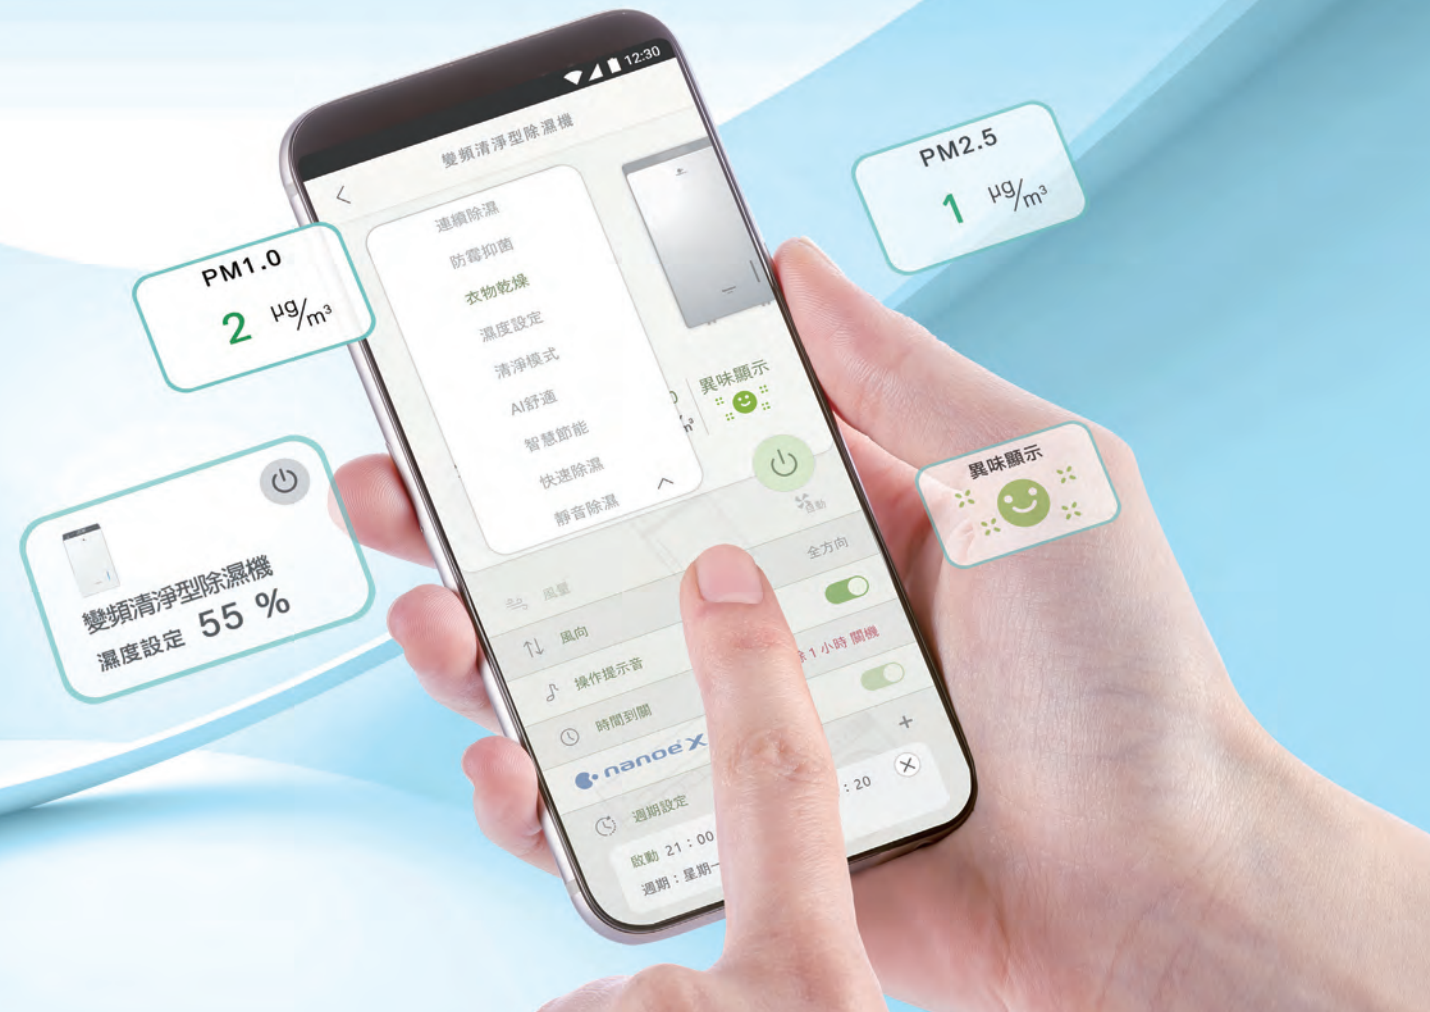 12:30
變頻清淨型除濕機
連續除濕
防霉抑菌
衣物乾燥
濕度設定
清淨模式
AI舒適
智慧節能
快速除濕
靜音除濕
異味顯示
PM1.0
2 μg/m³
PM2.5
1 μg/m³
異味顯示
變頻清淨型除濕機
濕度設定 55 %
風量
風向 全方向
操作提示音
時間到關 1 小時 關機
nanoe X
週期設定
啟動 21:00 :20
週期:星期一